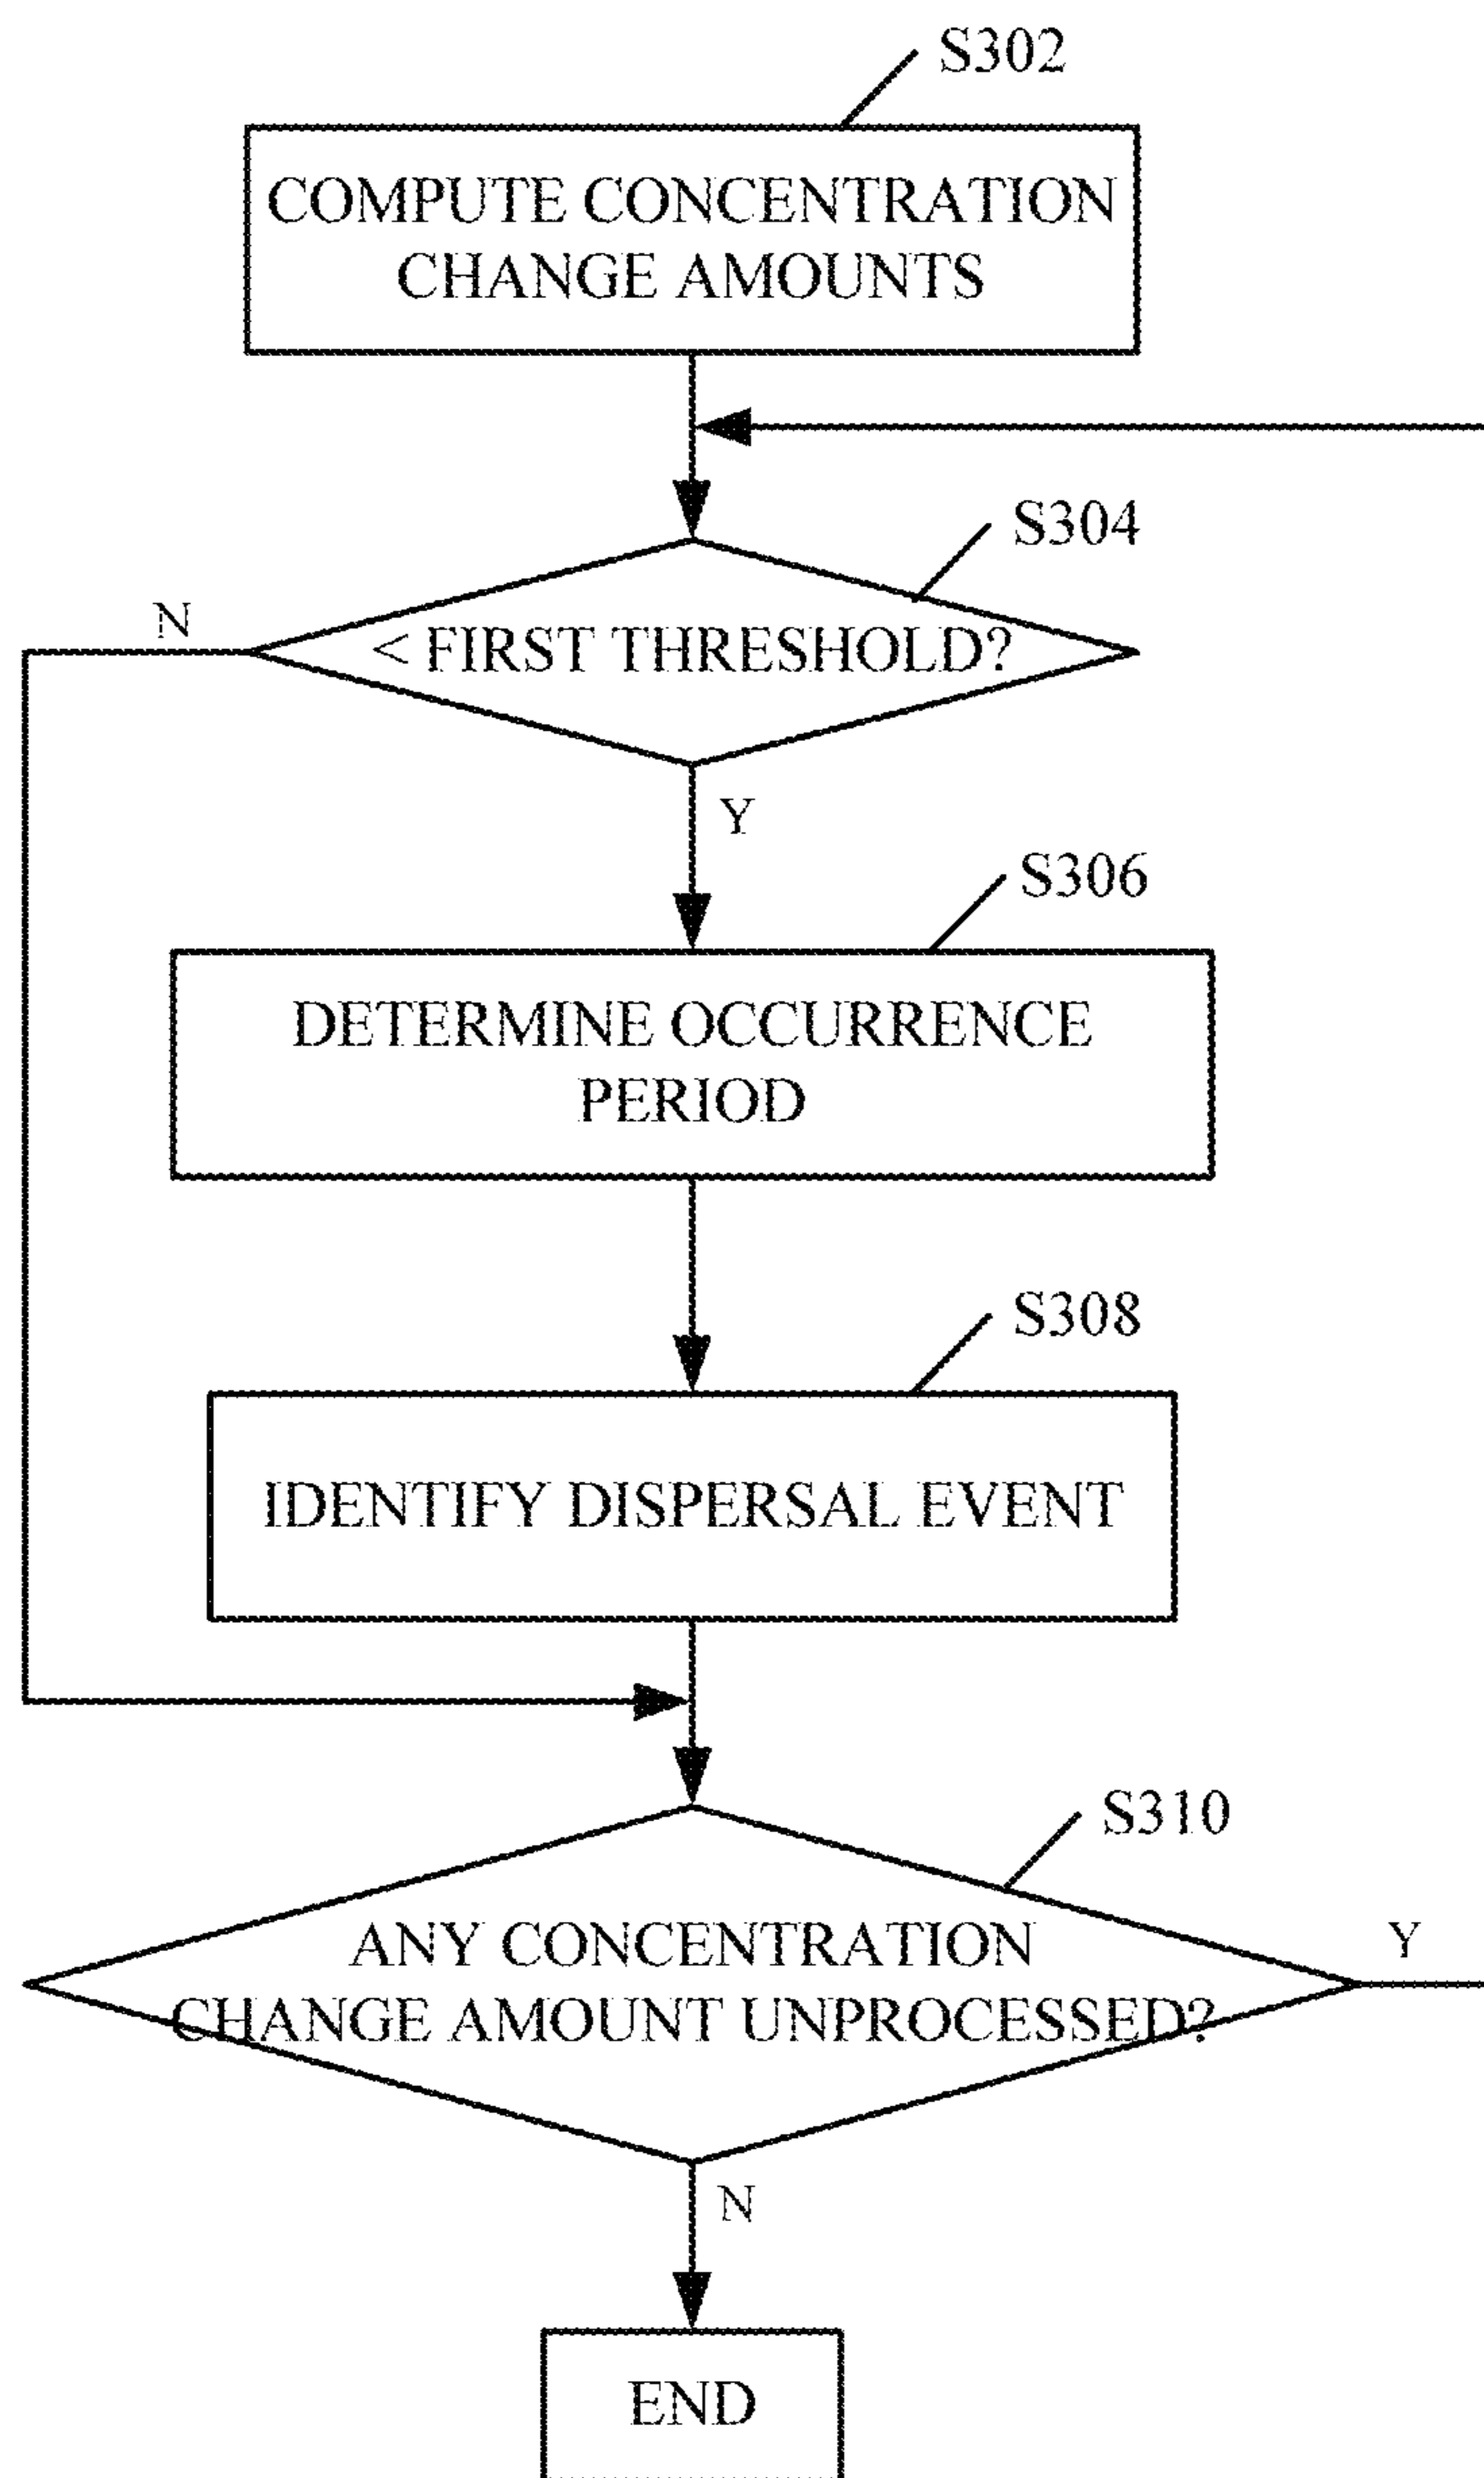 S302
COMPUTE CONCENTRATION
CHANGE AMOUNTS
S304
N
< FIRST THRESHOLD?
Y
S306
DETERMINE OCCURRENCE
PERIOD
S308
IDENTIFY DISPERSAL EVENT
S310
ANY CONCENTRATION
Y
CHANGE AMOUNT UNPROCESSED?
N
END